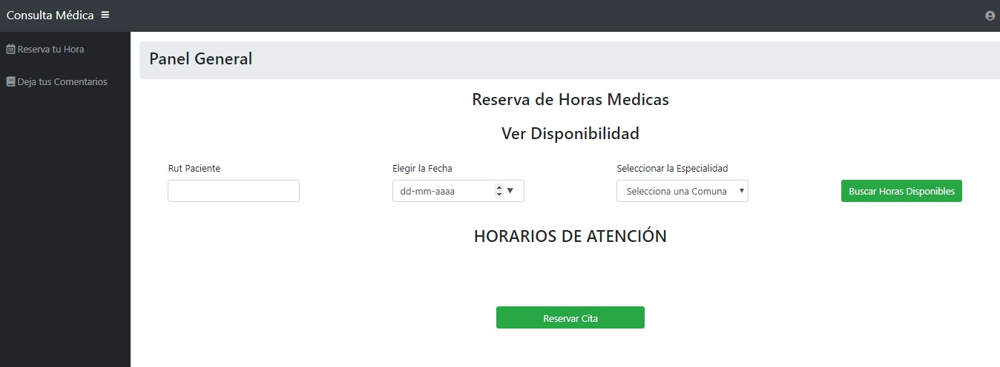 Consulta Médica
Reserva tu Hora
Deja tus Comentarios
Panel General
Reserva de Horas Medicas
Ver Disponibilidad
Rut Paciente
Elegir la Fecha
Seleccionar la Especialidad
dd-mm-aaaa
Selecciona una Comuna
Buscar Horas Disponibles
HORARIOS DE ATENCIÓN
Reservar Cita